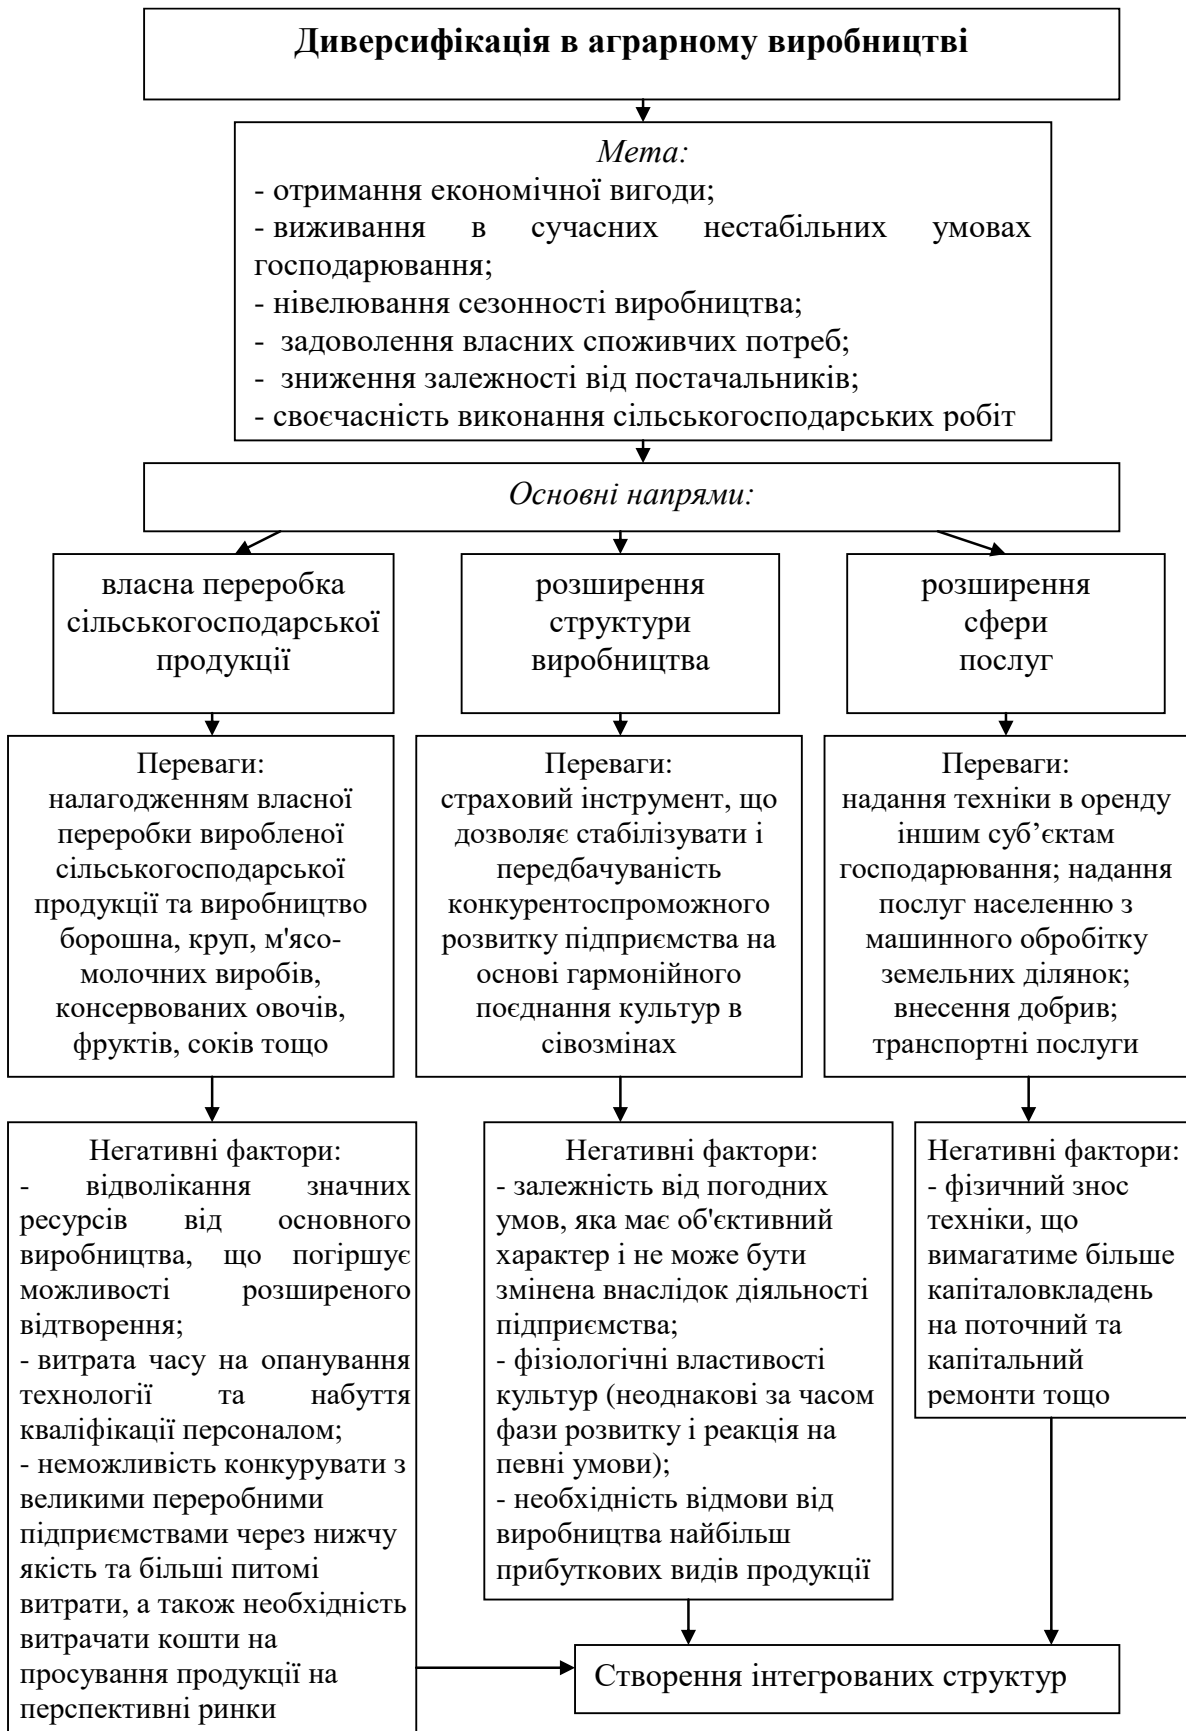 Диверсифікація в аграрному виробництві
Мета:
- отримання економічної вигоди;
- виживання в сучасних нестабільних умовах
господарювання;
- нівелювання сезонності виробництва;
- задоволення власних споживчих потреб;
- зниження залежності від постачальників;
- своєчасність виконання сільськогосподарських робіт
Основні напрями:
власна переробка
сільськогосподарської
продукції
розширення
структури
виробництва
розширення
сфери
послуг
Переваги:
налагодженням власної
переробки виробленої
сільськогосподарської
продукції та виробництво
борошна, круп, м'ясо-
молочних виробів,
консервованих овочів,
фруктів, соків тощо
Переваги:
страховий інструмент, що
дозволяє стабілізувати і
передбачуваність
конкурентоспроможного
розвитку підприємства на
основі гармонійного
поєднання культур в
сівозмінах
Переваги:
надання техніки в оренду
іншим суб’єктам
господарювання; надання
послуг населенню з
машинного обробітку
земельних ділянок;
внесення добрив;
транспортні послуги
Негативні фактори:
- відволікання значних
ресурсів від основного
виробництва, що погіршує
можливості розширеного
відтворення;
- витрата часу на опанування
технології та набуття
кваліфікації персоналом;
- неможливість конкурувати з
великими переробними
підприємствами через нижчу
якість та більші питомі
витрати, а також необхідність
витрачати кошти на
просування продукції на
перспективні ринки
Негативні фактори:
- залежність від погодних
умов, яка має об'єктивний
характер і не може бути
змінена внаслідок діяльності
підприємства;
- фізіологічні властивості
культур (неоднакові за часом
фази розвитку і реакція на
певні умови);
- необхідність відмови від
виробництва найбільш
прибуткових видів продукції
Негативні фактори:
- фізичний знос
техніки, що
вимагатиме більше
капіталовкладень
на поточний та
капітальний
ремонти тощо
Створення інтегрованих структур